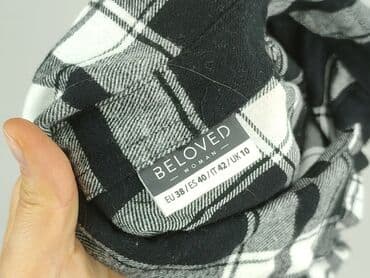 BELOVED
WOMAN
EU 38 / ES 40 / IT 42 / UK 10